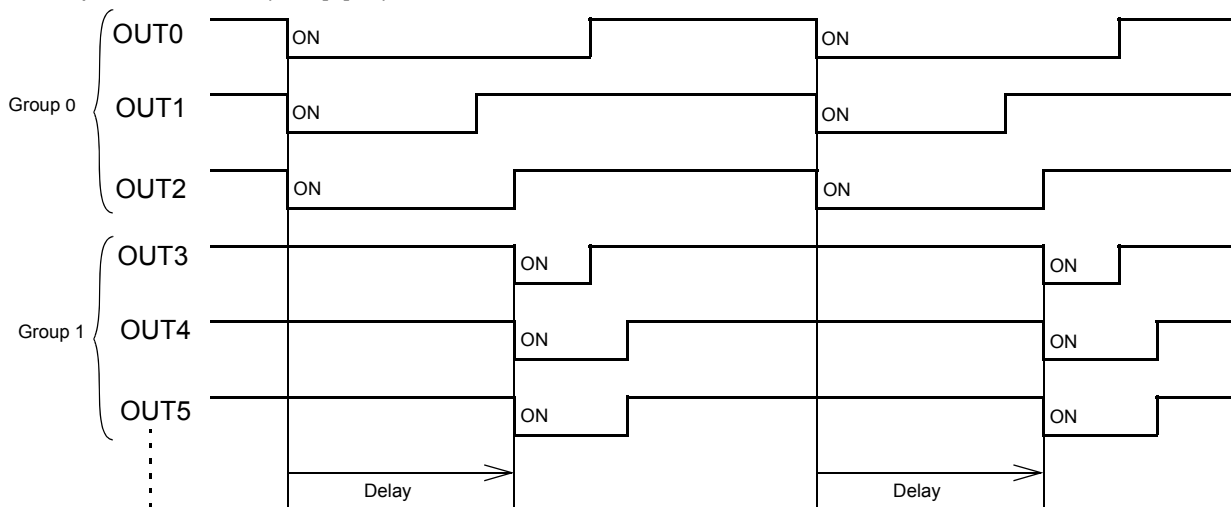 OUT0 ON ON
Group 0 OUT1 ON ON
OUT2 ON ON
OUT3 ON ON
Group 1 OUT4 ON ON
OUT5 ON ON
Delay Delay